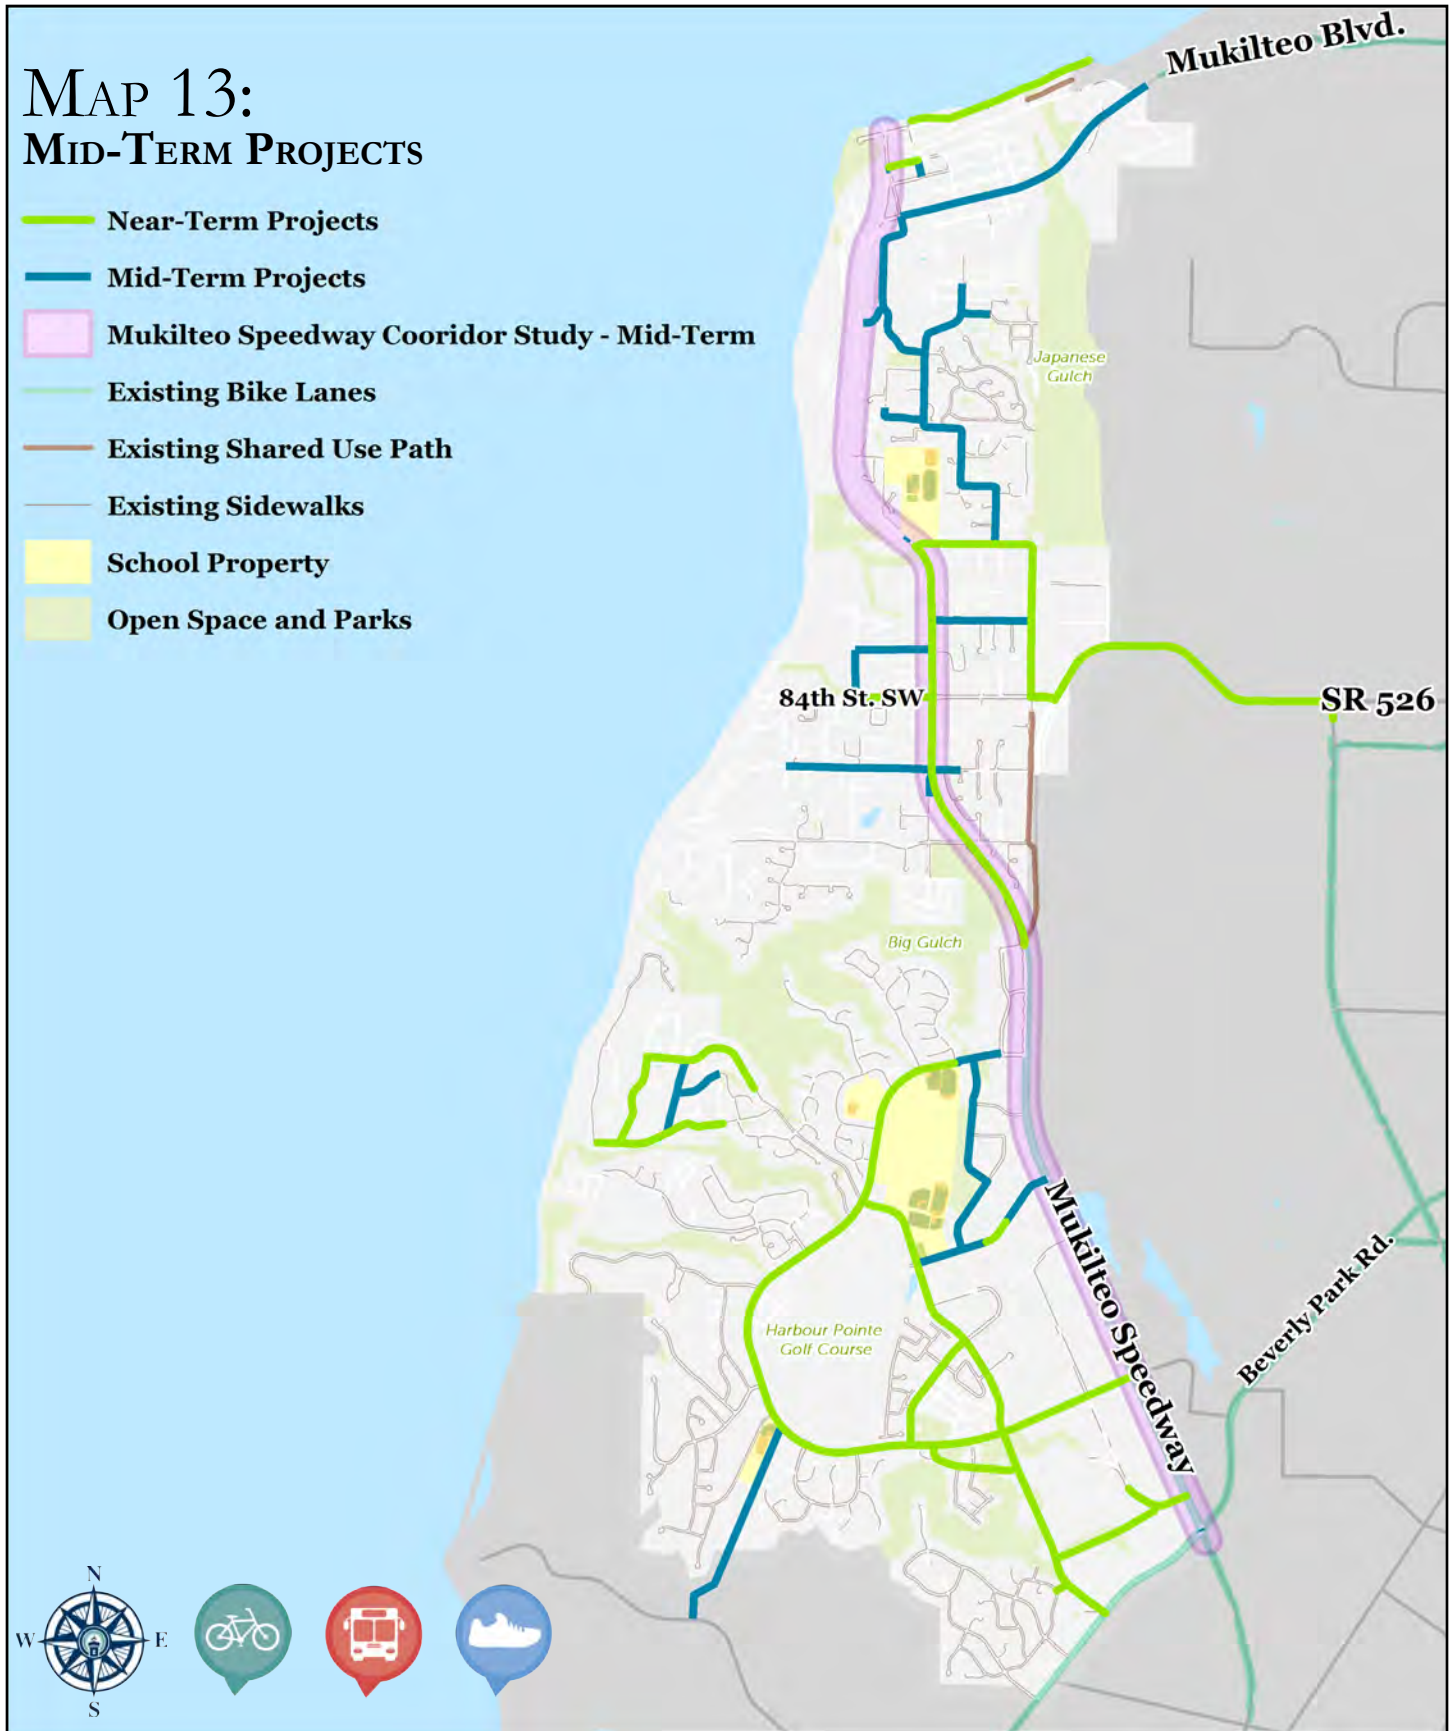 MAP 13:
MID-TERM PROJECTS
Near-Term Projects
Mid-Term Projects
Mukilteo Speedway Cooridor Study - Mid-Term
Existing Bike Lanes
Existing Shared Use Path
Existing Sidewalks
School Property
Open Space and Parks
Mukilteo Blvd.
Japanese
Gulch
84th St. SW
SR 526
Big Gulch
Mukilteo Speedway
Beverly Park Rd.
Harbour Pointe
Golf Course
N
W
E
S